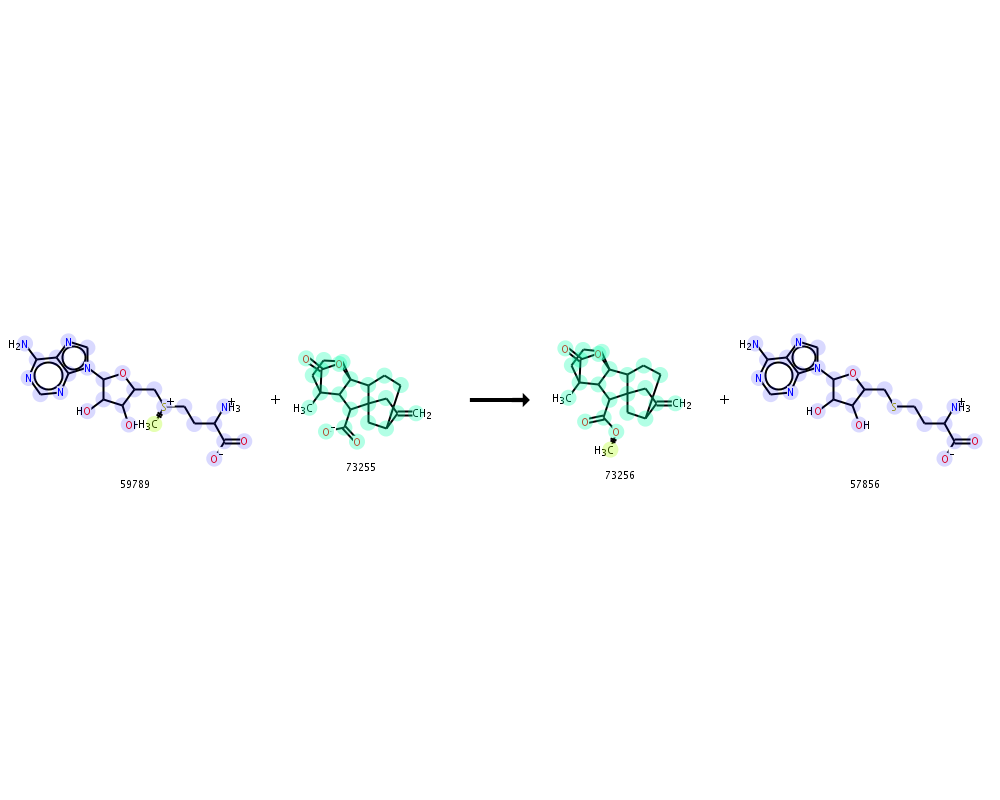 H2N N N N N O HO OH H3C S+ NH3+ O O-
59789
+
O O H3C O- O CH2
73255
O O H3C O O H3C CH2
73256
+
H2N N N N N O HO OH S NH3+ O O-
57856